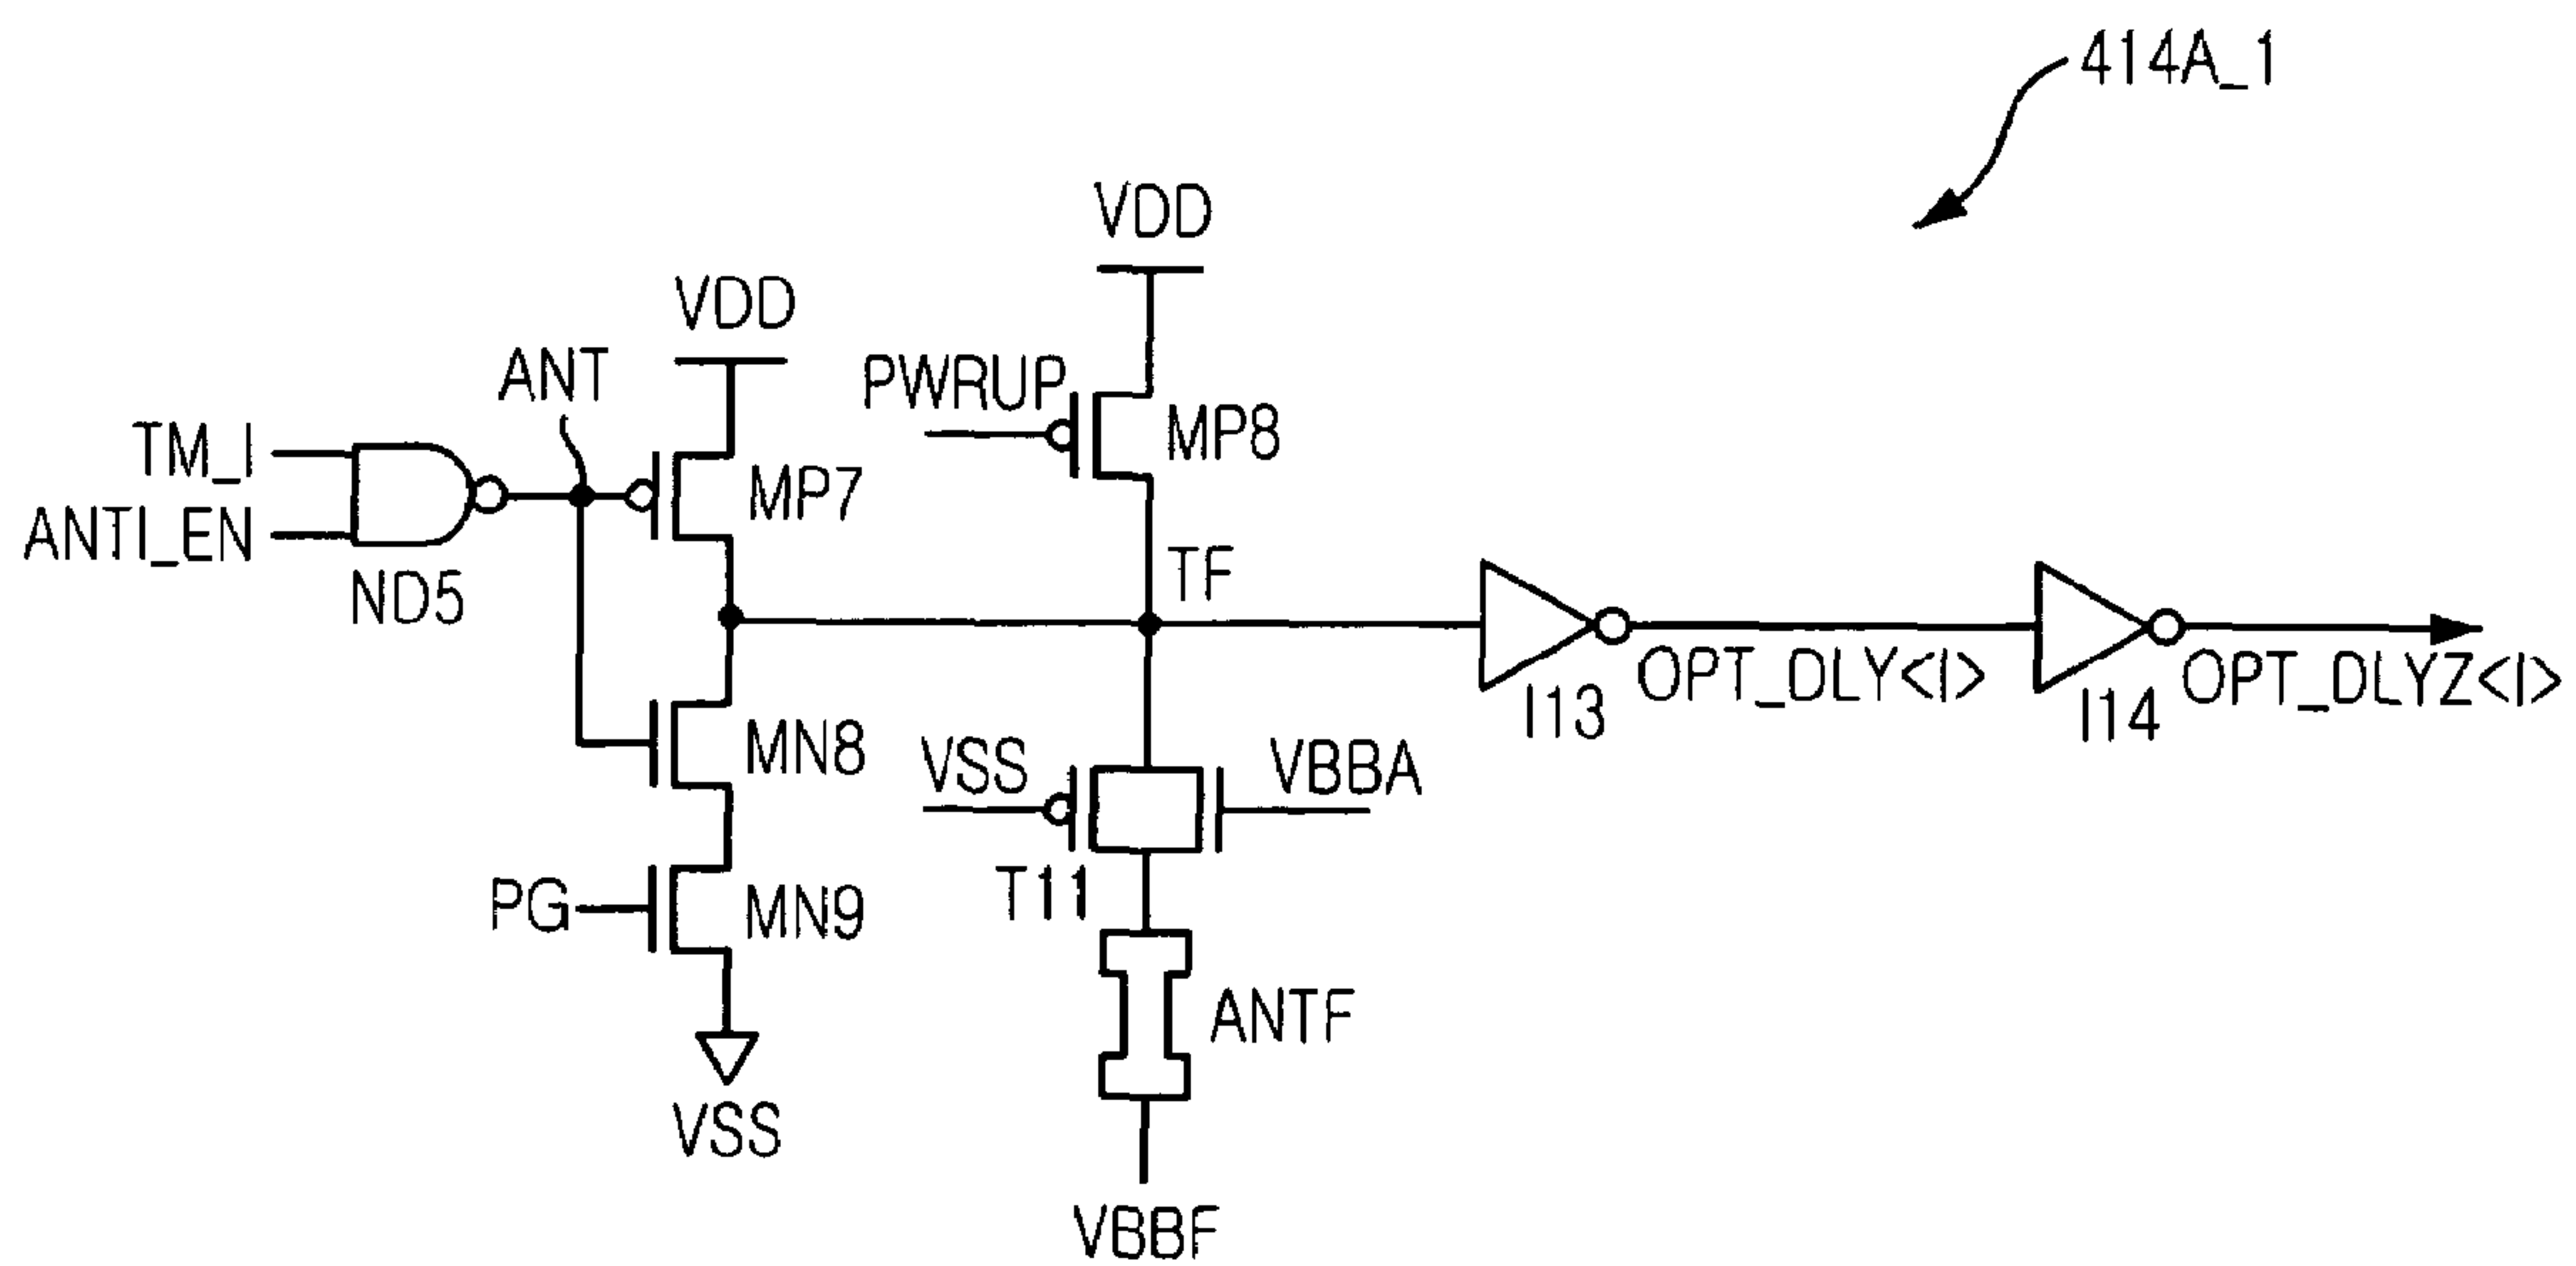 414A_1
VDD
VDD
ANT
PWRUP
MP8
TM_I
MP7
ANTI_EN
ND5
TF
OPT_DLY<I>
OPT_DLYZ<I>
I13
I14
MN8
VSS
VBBA
T11
PG
MN9
ANTF
VSS
VBBF